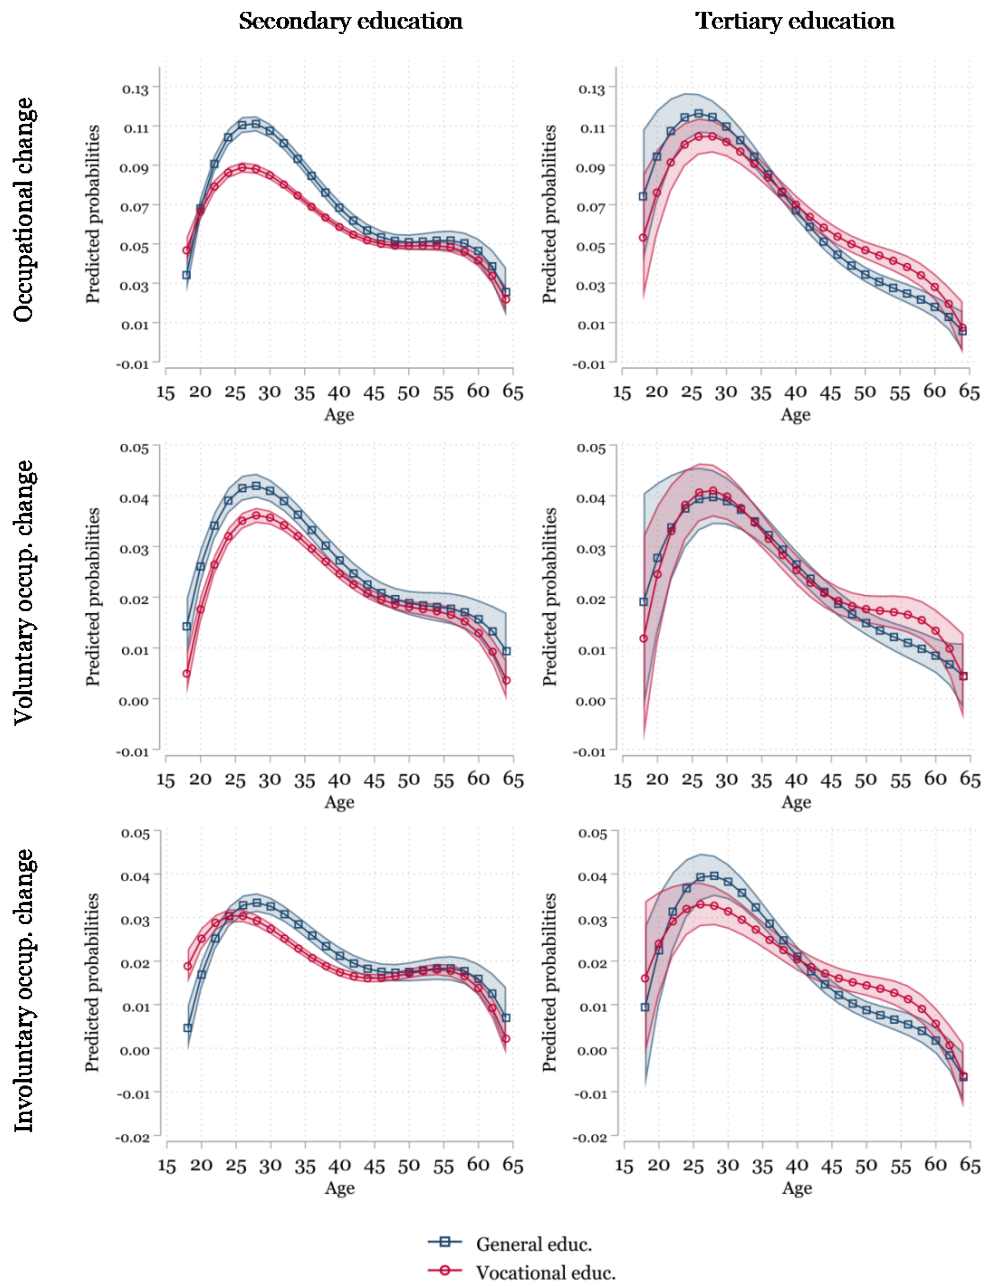 Secondary education
Tertiary education
Occupational change
Predicted probabilities
0.13
0.11
0.09
0.07
0.05
0.03
0.01
-0.01
15 20 25 30 35 40 45 50 55 60 65
Age
Predicted probabilities
0.13
0.11
0.09
0.07
0.05
0.03
0.01
-0.01
15 20 25 30 35 40 45 50 55 60 65
Age
Voluntary occup. change
Predicted probabilities
0.05
0.04
0.03
0.02
0.01
0.00
-0.01
15 20 25 30 35 40 45 50 55 60 65
Age
Predicted probabilities
0.05
0.04
0.03
0.02
0.01
0.00
-0.01
15 20 25 30 35 40 45 50 55 60 65
Age
Involuntary occup. change
Predicted probabilities
0.05
0.04
0.03
0.02
0.01
0.00
-0.01
-0.02
15 20 25 30 35 40 45 50 55 60 65
Age
Predicted probabilities
0.05
0.04
0.03
0.02
0.01
0.00
-0.01
-0.02
15 20 25 30 35 40 45 50 55 60 65
Age
General educ.
Vocational educ.